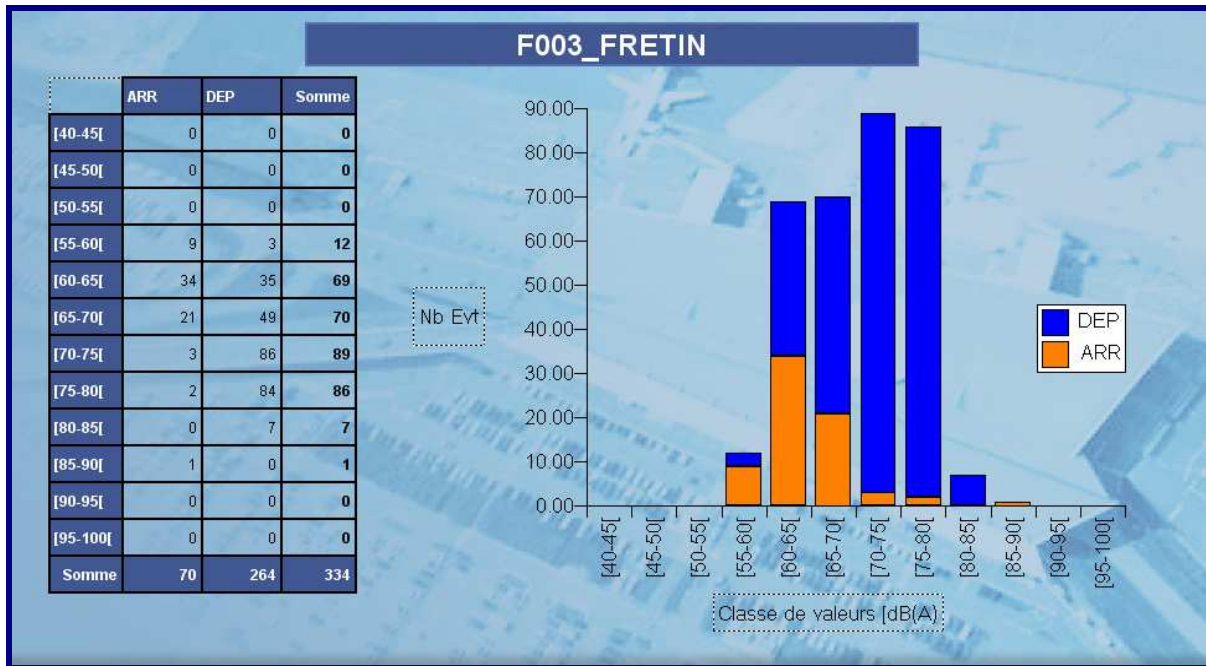 F003_FRETIN
ARR DEP Somme
[40-45[ 0 0 0
[45-50[ 0 0 0
[50-55[ 0 0 0
[55-60[ 9 3 12
[60-65[ 34 35 69
[65-70[ 21 49 70
[70-75[ 3 86 89
[75-80[ 2 84 86
[80-85[ 0 7 7
[85-90[ 1 0 1
[90-95[ 0 0 0
[95-100[ 0 0 0
Somme 70 264 334
Nb Evt
90.00
80.00
70.00
60.00
50.00
40.00
30.00
20.00
10.00
0.00
[40-45[
[45-50[
[50-55[
[55-60[
[60-65[
[65-70[
[70-75[
[75-80[
[80-85[
[85-90[
[90-95[
[95-100[
Classe de valeurs [dB(A)
DEP
ARR